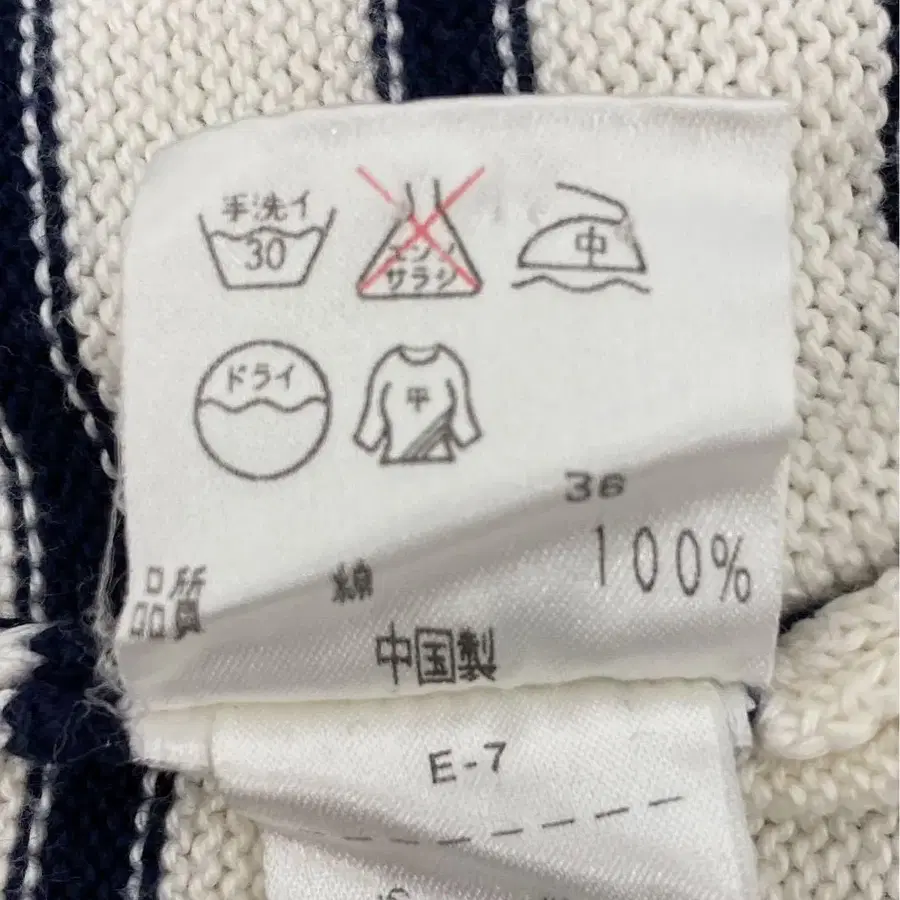 手洗イ
30
エンソ
サラシ
中
ドライ
平
36
品質 綿 100%
中国製
E-7